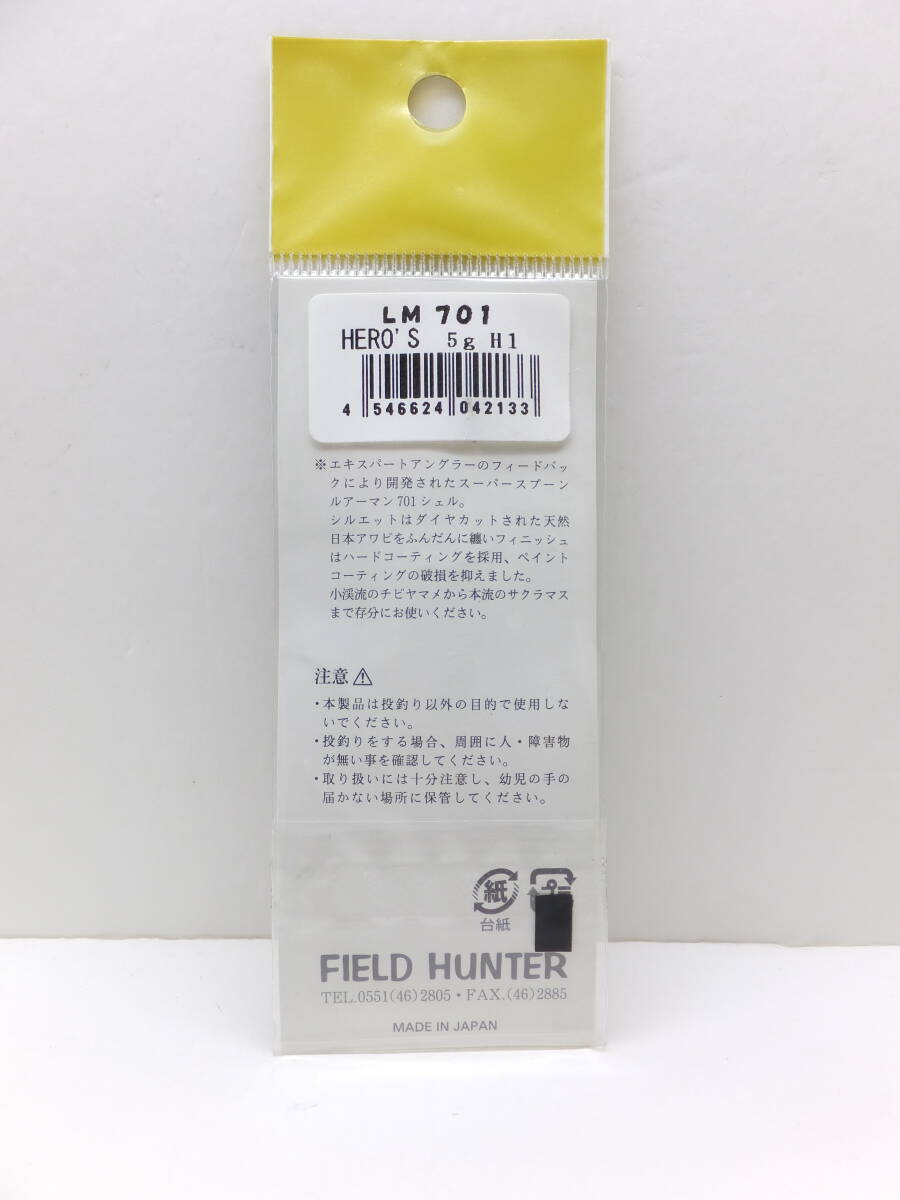 LM 701
HERO'S 5g H1
4 546624 042133
※エキスパートアングラーのフィードバッ
クにより開発されたスーパースプーン
ルアーマン701シェル。
シルエットはダイヤカットされた天然
日本アワビをふんだんに纏いフィニッシュ
はハードコーティングを採用、ペイント
コーティングの破損を抑えました。
小渓流のチビヤマメから本流のサクラマス
まで存分にお使いください。
注意⚠
・本製品は投釣り以外の目的で使用しな
いでください。
・投釣りをする場合、周囲に人・障害物
が無い事を確認してください。
・取り扱いには十分注意し、幼児の手の
届かない場所に保管してください。
紙
台紙
FIELD HUNTER
TEL.0551(46)2805・FAX.(46)2885
MADE IN JAPAN